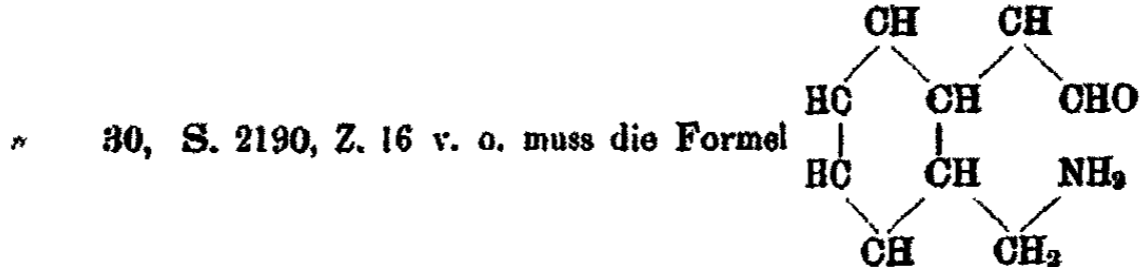 CH CH
HC CH CHO
„ 30, S. 2190, Z. 16 v. o. muss die Formel
HC CH NH₂
CH CH₂